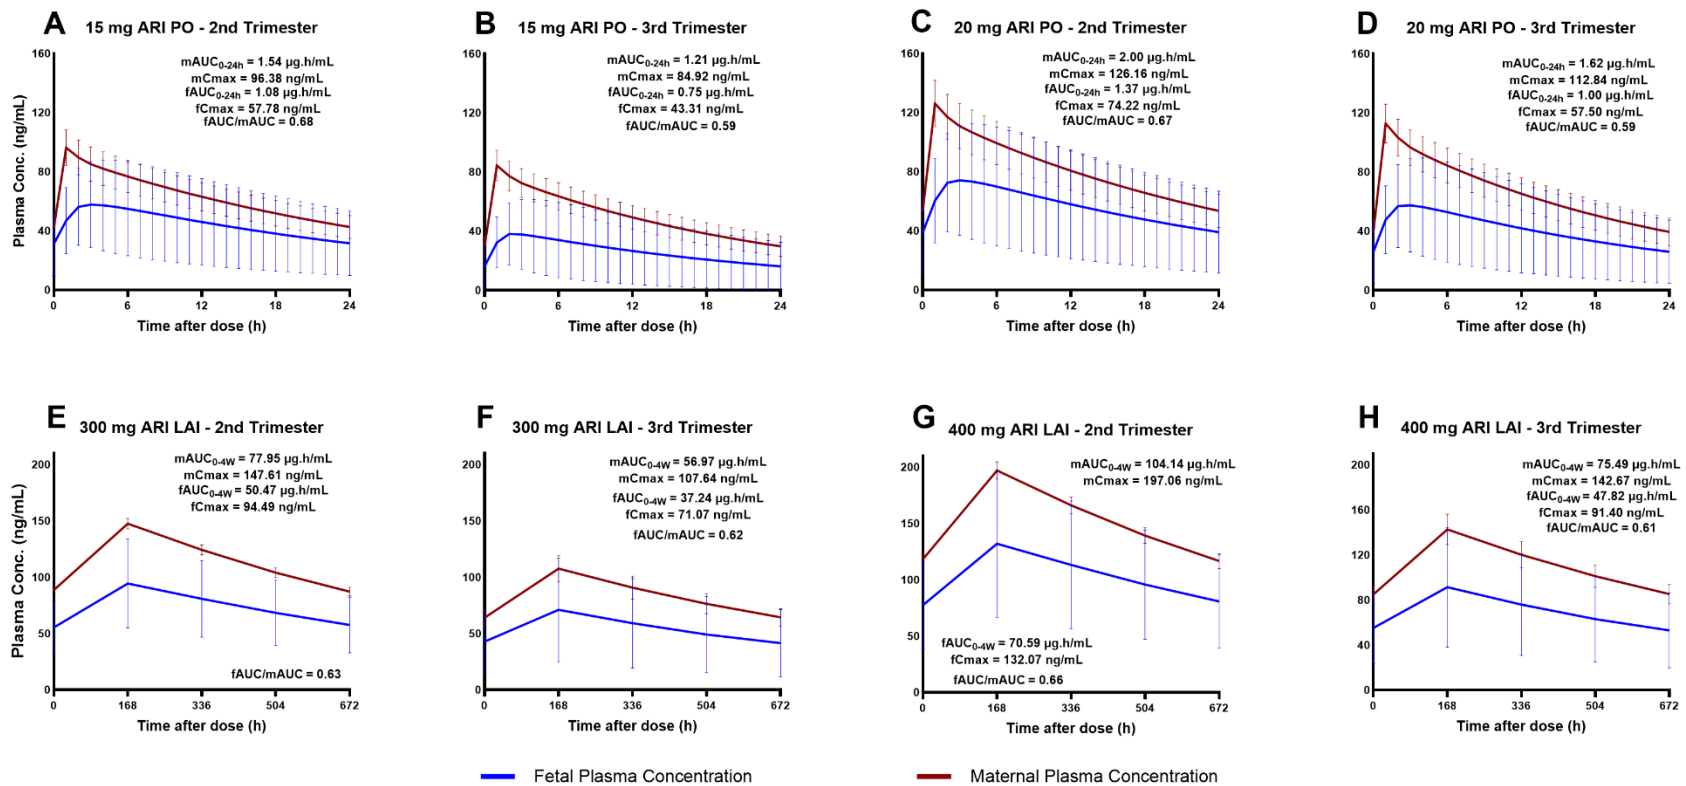 A
15 mg ARI PO - 2nd Trimester
Plasma Conc. (ng/mL)
160
120
80
40
0
mAUC0-24h = 1.54 µg.h/mL
mCmax = 96.38 ng/mL
fAUC0-24h = 1.08 µg.h/mL
fCmax = 57.78 ng/mL
fAUC/mAUC = 0.68
0 6 12 18 24
Time after dose (h)
B
15 mg ARI PO - 3rd Trimester
160
120
80
40
0
mAUC0-24h = 1.21 µg.h/mL
mCmax = 84.92 ng/mL
fAUC0-24h = 0.75 µg.h/mL
fCmax = 43.31 ng/mL
fAUC/mAUC = 0.59
0 6 12 18 24
Time after dose (h)
C
20 mg ARI PO - 2nd Trimester
160
120
80
40
0
mAUC0-24h = 2.00 µg.h/mL
mCmax = 126.16 ng/mL
fAUC0-24h = 1.37 µg.h/mL
fCmax = 74.22 ng/mL
fAUC/mAUC = 0.67
0 6 12 18 24
Time after dose (h)
D
20 mg ARI PO - 3rd Trimester
160
120
80
40
0
mAUC0-24h = 1.62 µg.h/mL
mCmax = 112.84 ng/mL
fAUC0-24h = 1.00 µg.h/mL
fCmax = 57.50 ng/mL
fAUC/mAUC = 0.59
0 6 12 18 24
Time after dose (h)
E
300 mg ARI LAI - 2nd Trimester
Plasma Conc. (ng/mL)
200
150
100
50
0
mAUC0-4W = 77.95 µg.h/mL
mCmax = 147.61 ng/mL
fAUC0-4W = 50.47 µg.h/mL
fCmax = 94.49 ng/mL
fAUC/mAUC = 0.63
0 168 336 504 672
Time after dose (h)
F
300 mg ARI LAI - 3rd Trimester
200
150
100
50
0
mAUC0-4W = 56.97 µg.h/mL
mCmax = 107.64 ng/mL
fAUC0-4W = 37.24 µg.h/mL
fCmax = 71.07 ng/mL
fAUC/mAUC = 0.62
0 168 336 504 672
Time after dose (h)
G
400 mg ARI LAI - 2nd Trimester
200
150
100
50
0
mAUC0-4W = 104.14 µg.h/mL
mCmax = 197.06 ng/mL
fAUC0-4W = 70.59 µg.h/mL
fCmax = 132.07 ng/mL
fAUC/mAUC = 0.66
0 168 336 504 672
Time after dose (h)
H
400 mg ARI LAI - 3rd Trimester
200
160
120
80
40
0
mAUC0-4W = 75.49 µg.h/mL
mCmax = 142.67 ng/mL
fAUC0-4W = 47.82 µg.h/mL
fCmax = 91.40 ng/mL
fAUC/mAUC = 0.61
0 168 336 504 672
Time after dose (h)
Fetal Plasma Concentration
Maternal Plasma Concentration